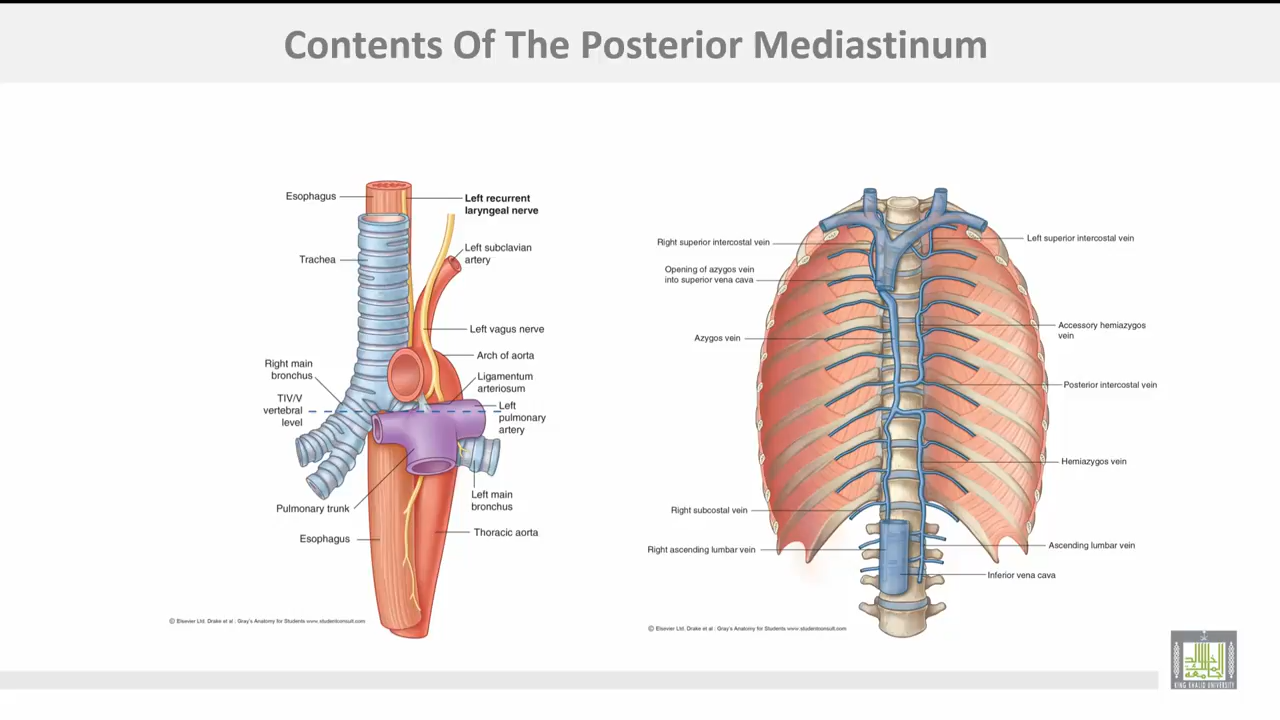 Contents Of The Posterior Mediastinum
Esophagus
Left recurrent
laryngeal nerve
Trachea
Left subclavian
artery
Left vagus nerve
Right main
bronchus
Arch of aorta
Ligamentum
arteriosum
TIV/V
vertebral
level
Left
pulmonary
artery
Pulmonary trunk
Left main
bronchus
Esophagus
Thoracic aorta
© Elsevier Ltd. Drake et al : Gray's Anatomy for Students www.studentconsult.com
Right superior intercostal vein
Left superior intercostal vein
Opening of azygos vein
into superior vena cava
Azygos vein
Accessory hemiazygos
vein
Posterior intercostal vein
Hemiazygos vein
Right subcostal vein
Right ascending lumbar vein
Ascending lumbar vein
Inferior vena cava
© Elsevier Ltd. Drake et al : Gray's Anatomy for Students www.studentconsult.com
KING KHALID UNIVERSITY